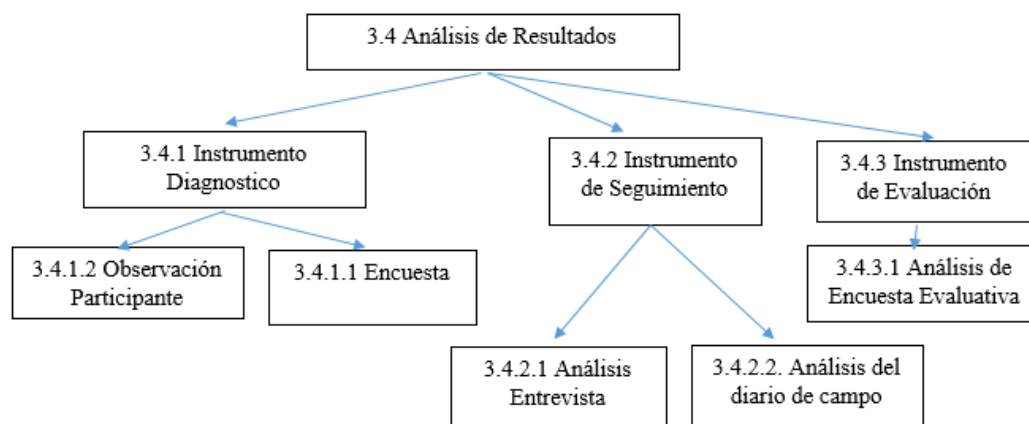 3.4 Análisis de Resultados
3.4.1 Instrumento
Diagnostico
3.4.2 Instrumento
de Seguimiento
3.4.3 Instrumento
de Evaluación
3.4.1.2 Observación
Participante
3.4.1.1 Encuesta
3.4.3.1 Análisis de
Encuesta Evaluativa
3.4.2.1 Análisis
Entrevista
3.4.2.2. Análisis del
diario de campo